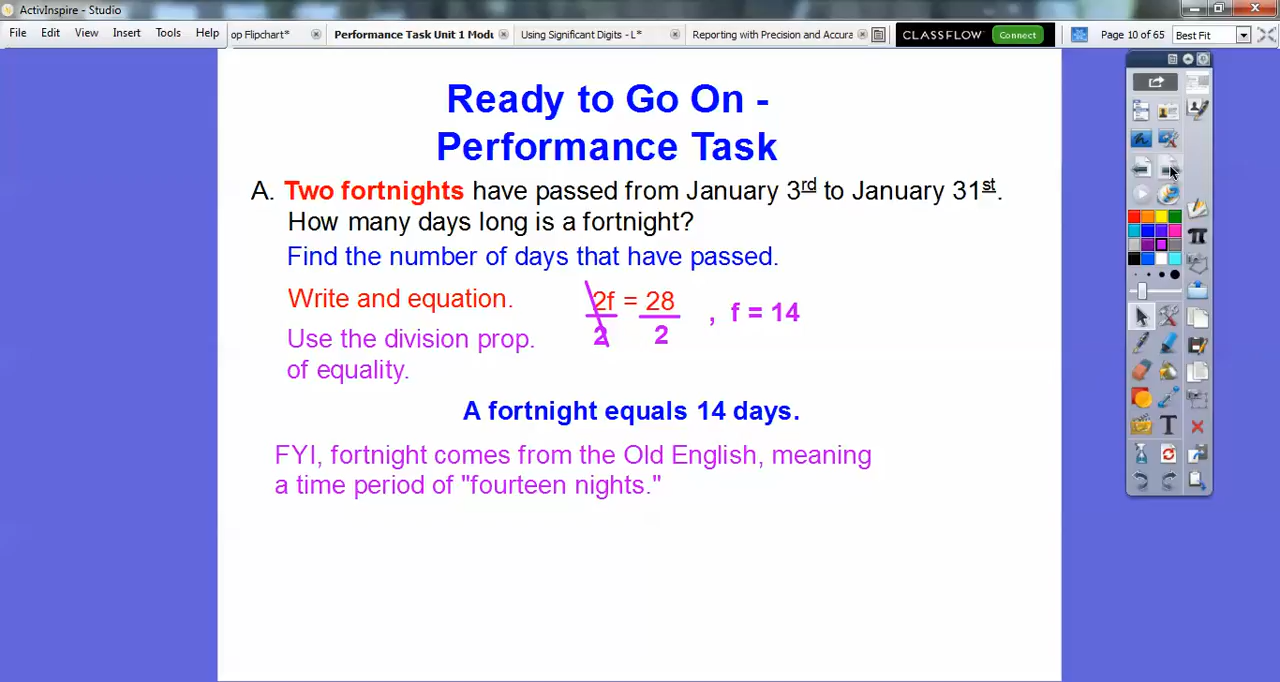 ActivInspire - Studio
File Edit View Insert Tools Help
op Flipchart*
Performance Task Unit 1 Modu
Using Significant Digits - L*
Reporting with Precision and Accura
CLASSFLOW Connect
Page 10 of 65
Best Fit
Ready to Go On -
Performance Task
A. Two fortnights have passed from January 3rd to January 31st.
How many days long is a fortnight?
Find the number of days that have passed.
Write and equation.
2f = 28
2 2
, f = 14
Use the division prop.
of equality.
A fortnight equals 14 days.
FYI, fortnight comes from the Old English, meaning
a time period of "fourteen nights."